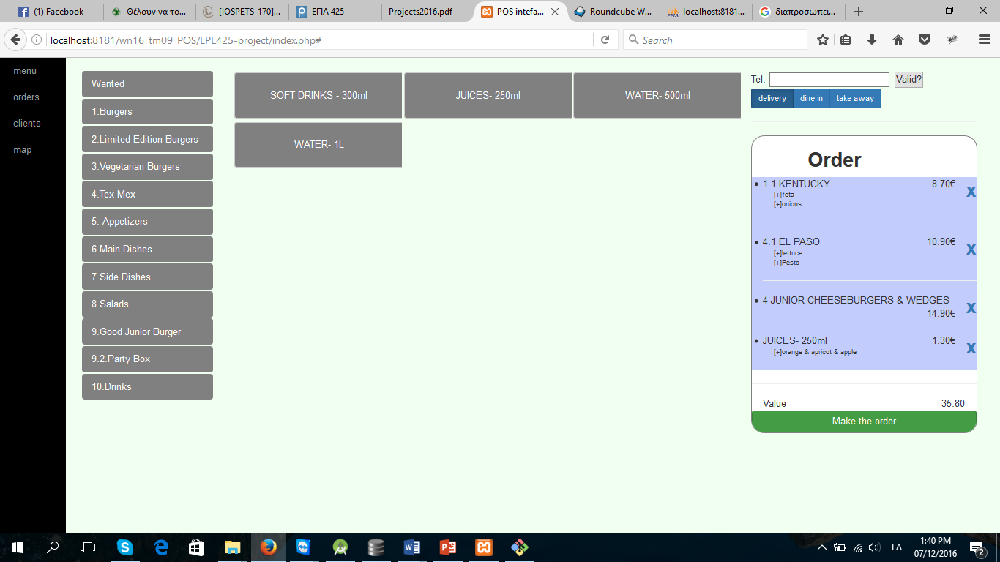 (1) Facebook
Θέλουν να το...
[IOSPETS-170]...
ΕΠΛ 425
Projects2016.pdf
POS intefa...
Roundcube W...
localhost:8181...
διαπροσωπει...
localhost:8181/wn16_tm09_POS/EPL425-project/index.php#
Search
menu
orders
clients
map
Wanted
1.Burgers
2.Limited Edition Burgers
3.Vegetarian Burgers
4.Tex Mex
5. Appetizers
6.Main Dishes
7.Side Dishes
8.Salads
9.Good Junior Burger
9.2.Party Box
10.Drinks
SOFT DRINKS - 300ml
JUICES- 250ml
WATER- 500ml
WATER- 1L
Tel:
Valid?
delivery
dine in
take away
Order
1.1 KENTUCKY 8.70€ X
[+]feta
[+]onions
4.1 EL PASO 10.90€ X
[+]lettuce
[+]Pesto
4 JUNIOR CHEESEBURGERS & WEDGES
14.90€ X
JUICES- 250ml 1.30€ X
[+]orange & apricot & apple
Value 35.80
Make the order
ΕΛ
1:40 PM
07/12/2016
2